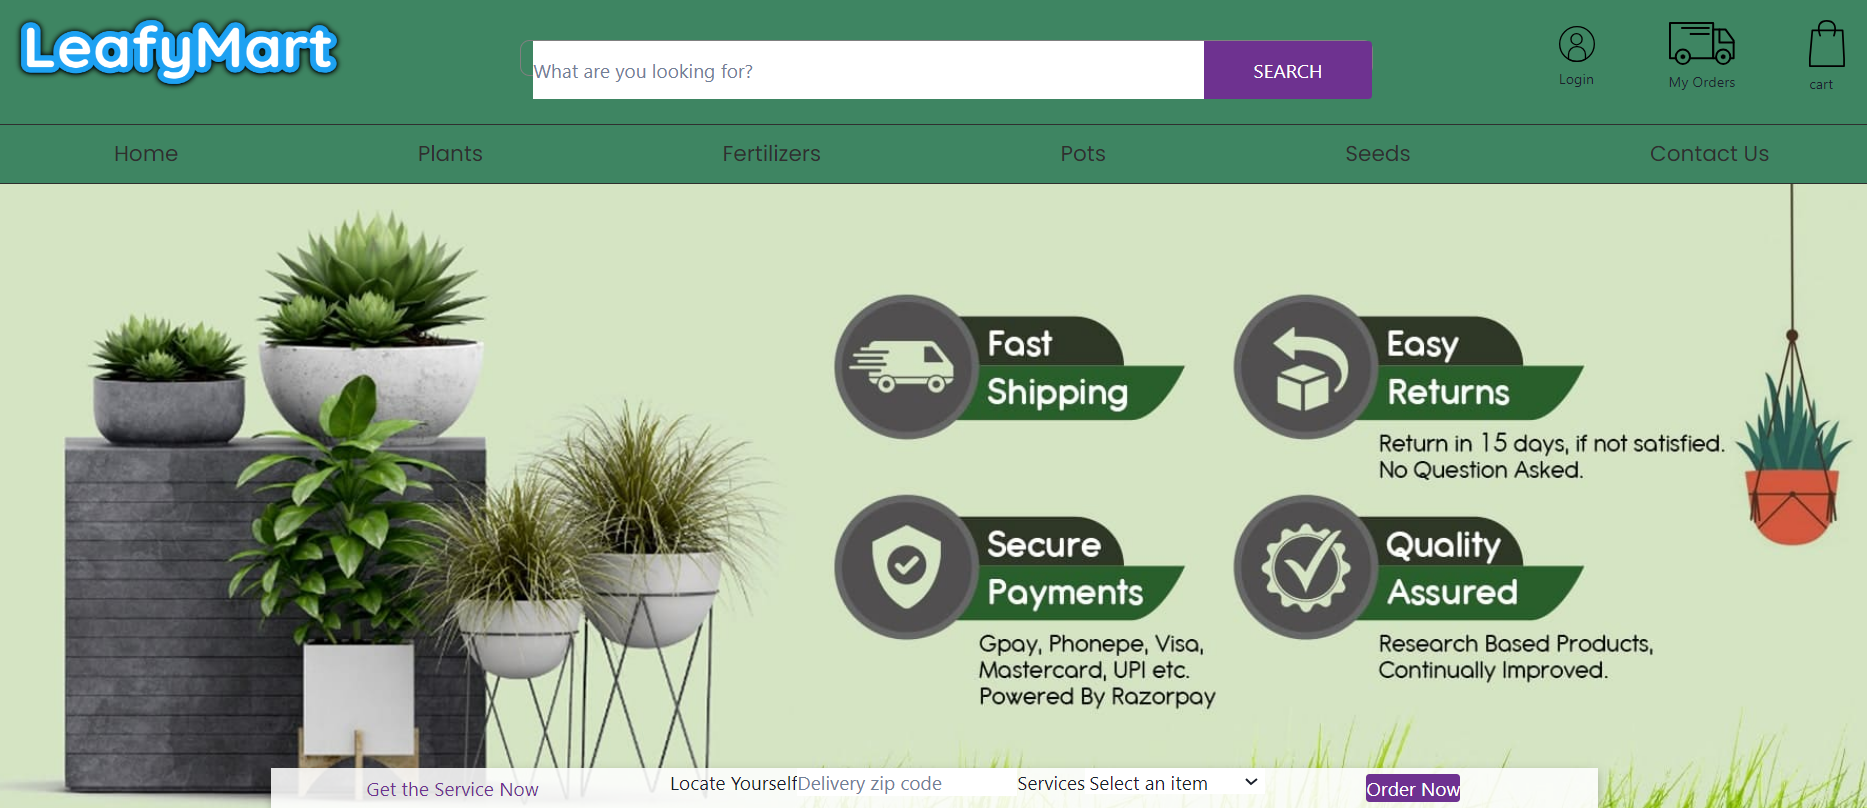 LeafyMart
What are you looking for?
SEARCH
Login
My Orders
cart
Home
Plants
Fertilizers
Pots
Seeds
Contact Us
Fast
Shipping
Easy
Returns
Return in 15 days, if not satisfied.
No Question Asked.
Secure
Payments
Gpay, Phonepe, Visa,
Mastercard, UPI etc.
Powered By Razorpay
Quality
Assured
Research Based Products,
Continually Improved.
Get the Service Now
Locate Yourself Delivery zip code
Services Select an item
Order Now